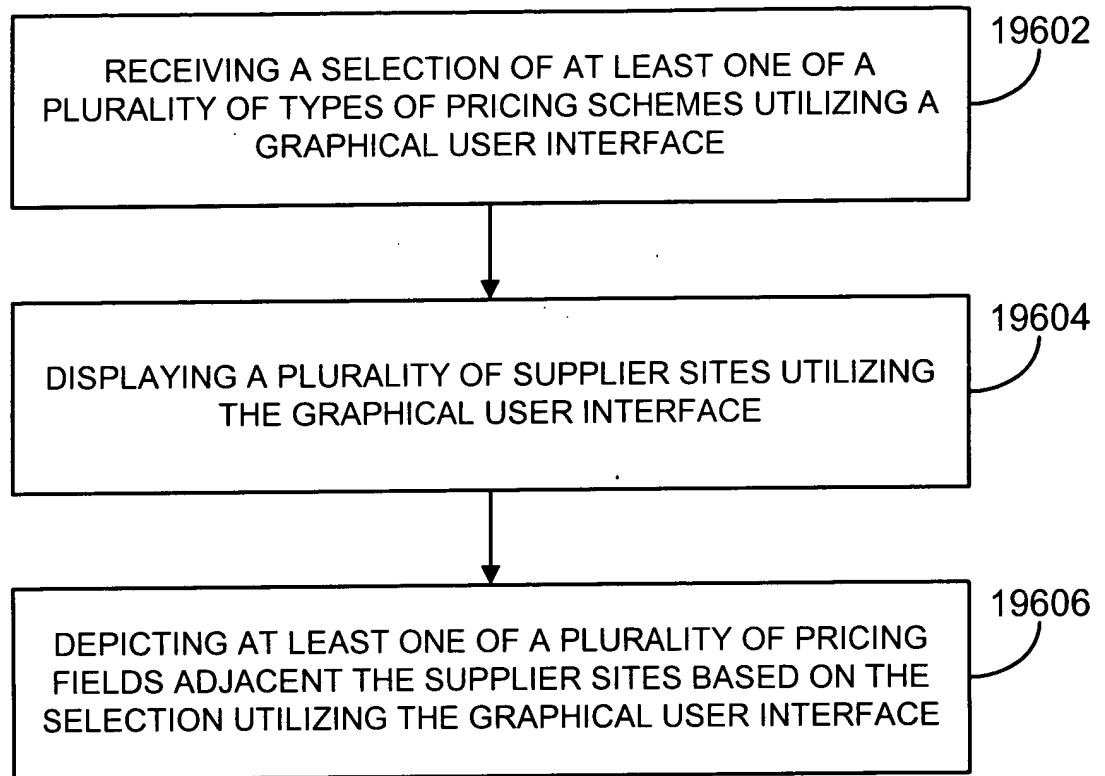 19602
RECEIVING A SELECTION OF AT LEAST ONE OF A
PLURALITY OF TYPES OF PRICING SCHEMES UTILIZING A
GRAPHICAL USER INTERFACE
19604
DISPLAYING A PLURALITY OF SUPPLIER SITES UTILIZING
THE GRAPHICAL USER INTERFACE
19606
DEPICTING AT LEAST ONE OF A PLURALITY OF PRICING
FIELDS ADJACENT THE SUPPLIER SITES BASED ON THE
SELECTION UTILIZING THE GRAPHICAL USER INTERFACE